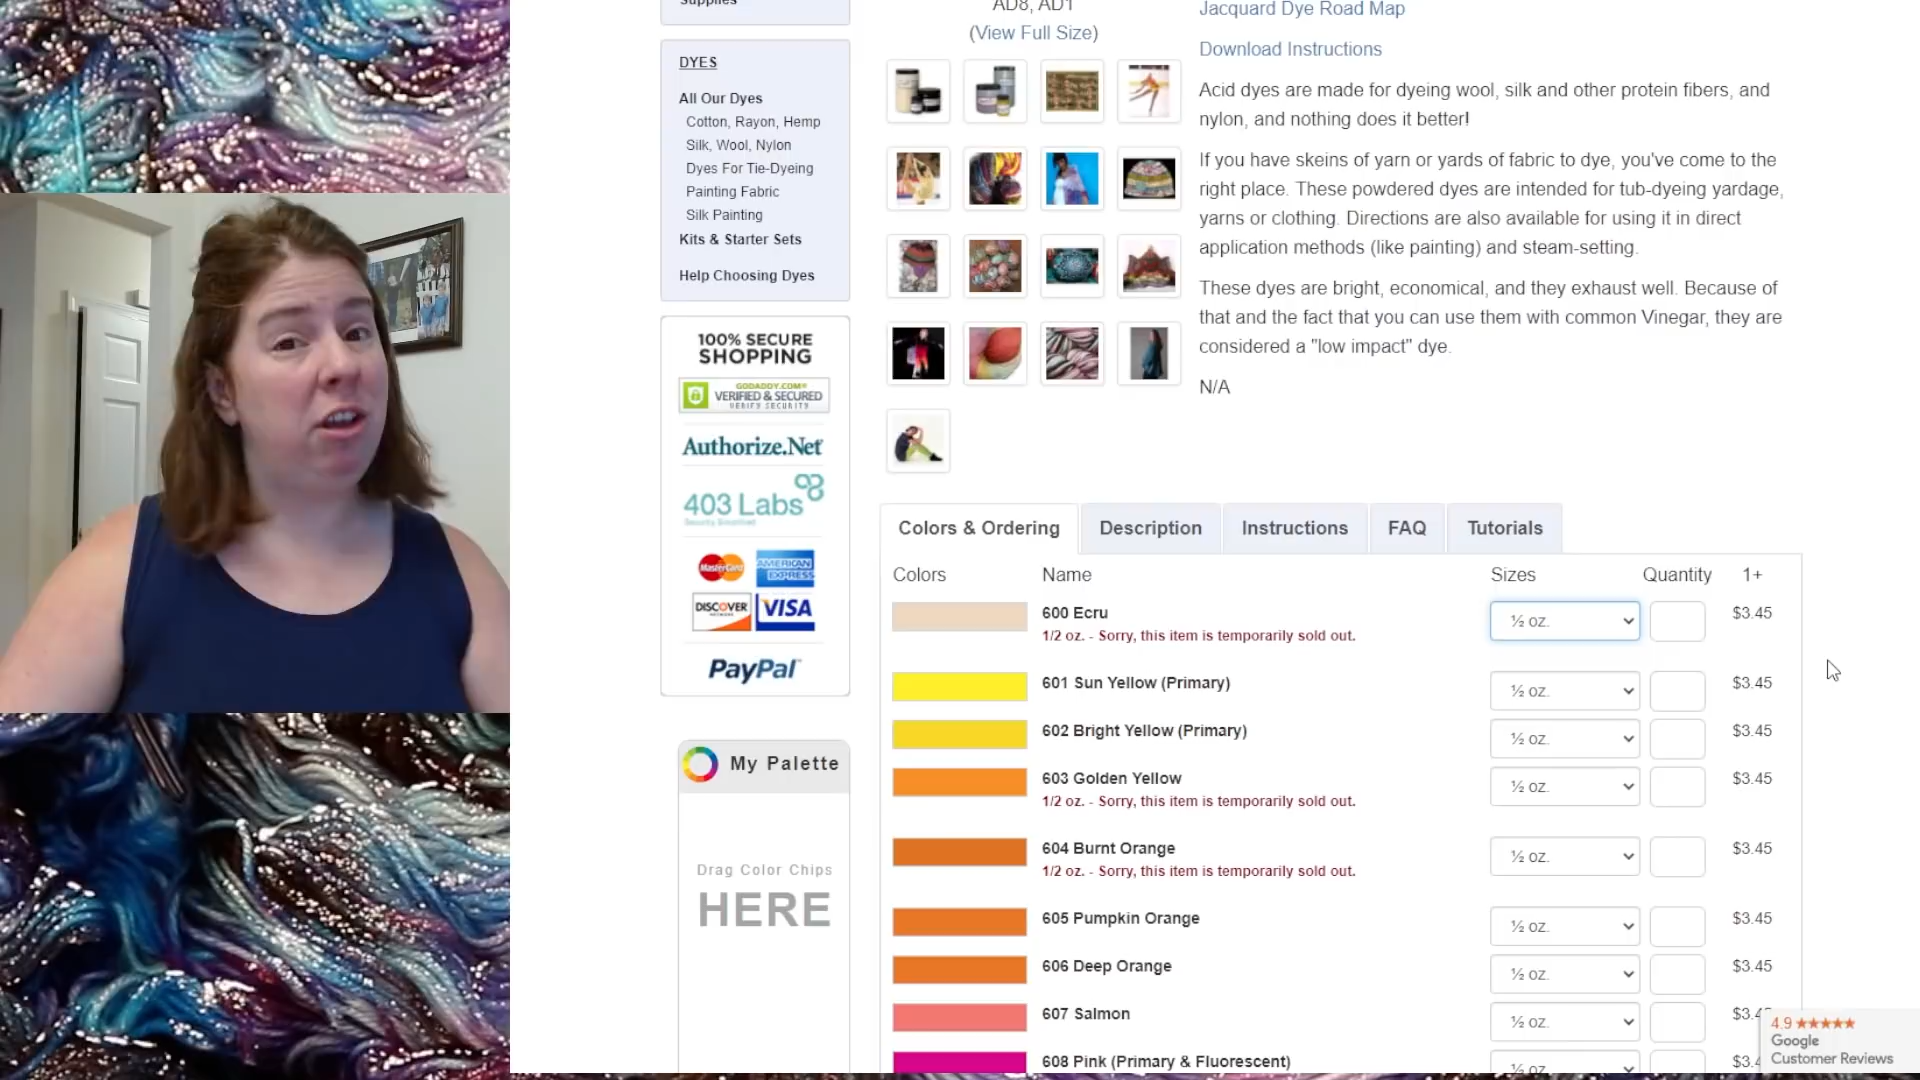 Supplies
DYES
All Our Dyes
Cotton, Rayon, Hemp
Silk, Wool, Nylon
Dyes For Tie-Dyeing
Painting Fabric
Silk Painting
Kits & Starter Sets
Help Choosing Dyes
100% SECURE
SHOPPING
GODADDY.COM®
VERIFIED & SECURED
VERIFY SECURITY
Authorize.Net
403 Labs
Security Simplified
MasterCard
AMERICAN EXPRESS
DISCOVER
VISA
PayPal
My Palette
Drag Color Chips
HERE
AD8, AD1
(View Full Size)
Jacquard Dye Road Map
Download Instructions
Acid dyes are made for dyeing wool, silk and other protein fibers, and
nylon, and nothing does it better!
If you have skeins of yarn or yards of fabric to dye, you've come to the
right place. These powdered dyes are intended for tub-dyeing yardage,
yarns or clothing. Directions are also available for using it in direct
application methods (like painting) and steam-setting.
These dyes are bright, economical, and they exhaust well. Because of
that and the fact that you can use them with common Vinegar, they are
considered a "low impact" dye.
N/A
Colors & Ordering Description Instructions FAQ Tutorials
Colors Name Sizes Quantity 1+
600 Ecru ½ oz. $3.45
1/2 oz. - Sorry, this item is temporarily sold out.
601 Sun Yellow (Primary) ½ oz. $3.45
602 Bright Yellow (Primary) ½ oz. $3.45
603 Golden Yellow ½ oz. $3.45
1/2 oz. - Sorry, this item is temporarily sold out.
604 Burnt Orange ½ oz. $3.45
1/2 oz. - Sorry, this item is temporarily sold out.
605 Pumpkin Orange ½ oz. $3.45
606 Deep Orange ½ oz. $3.45
607 Salmon ½ oz.
608 Pink (Primary & Fluorescent) ½ oz.
4.9 ★★★★★
Google
Customer Reviews